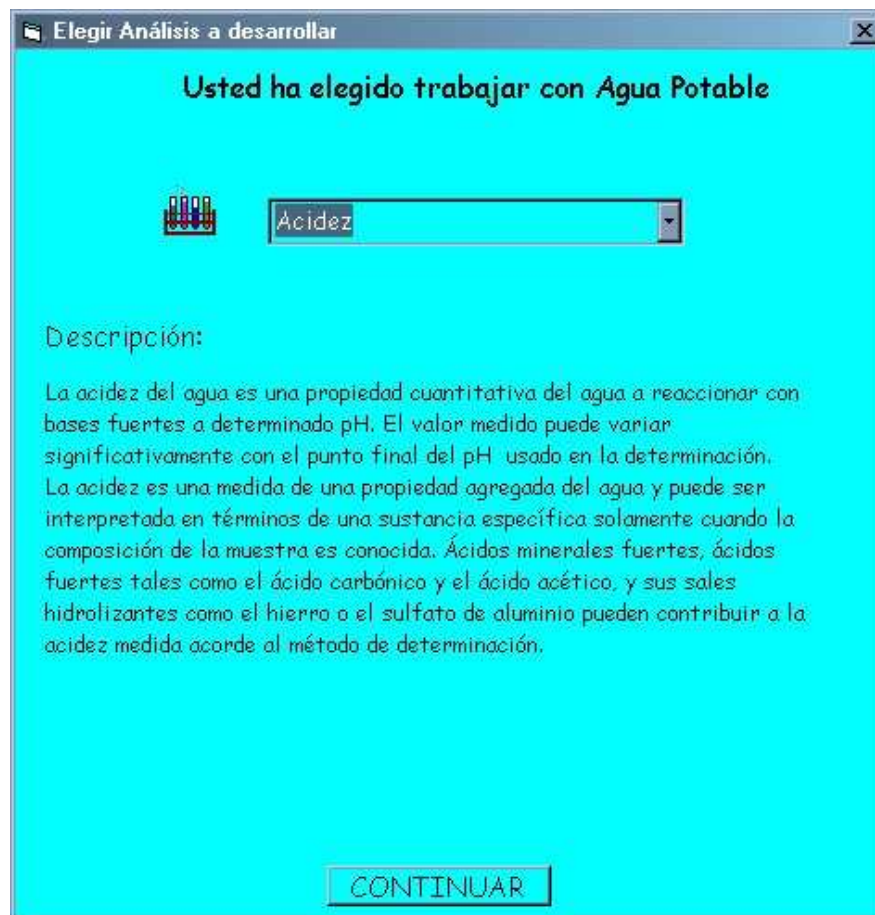 Elegir Análisis a desarrollar
Usted ha elegido trabajar con Agua Potable
Acidez
Descripción:
La acidez del agua es una propiedad cuantitativa del agua a reaccionar con
bases fuertes a determinado pH. El valor medido puede variar
significativamente con el punto final del pH usado en la determinación.
La acidez es una medida de una propiedad agregada del agua y puede ser
interpretada en términos de una sustancia específica solamente cuando la
composición de la muestra es conocida. Ácidos minerales fuertes, ácidos
fuertes tales como el ácido carbónico y el ácido acético, y sus sales
hidrolizantes como el hierro o el sulfato de aluminio pueden contribuir a la
acidez medida acorde al método de determinación.
CONTINUAR